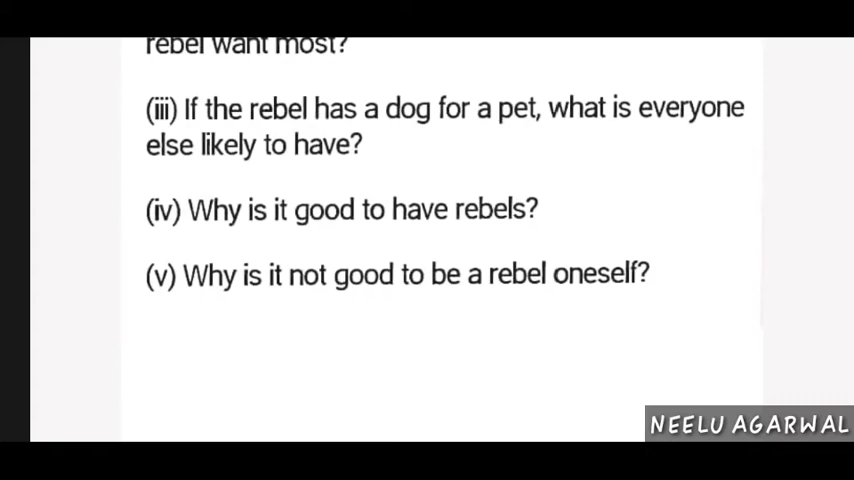 rebel want most?
(iii) If the rebel has a dog for a pet, what is everyone
else likely to have?
(iv) Why is it good to have rebels?
(v) Why is it not good to be a rebel oneself?
NEELU AGARWAL